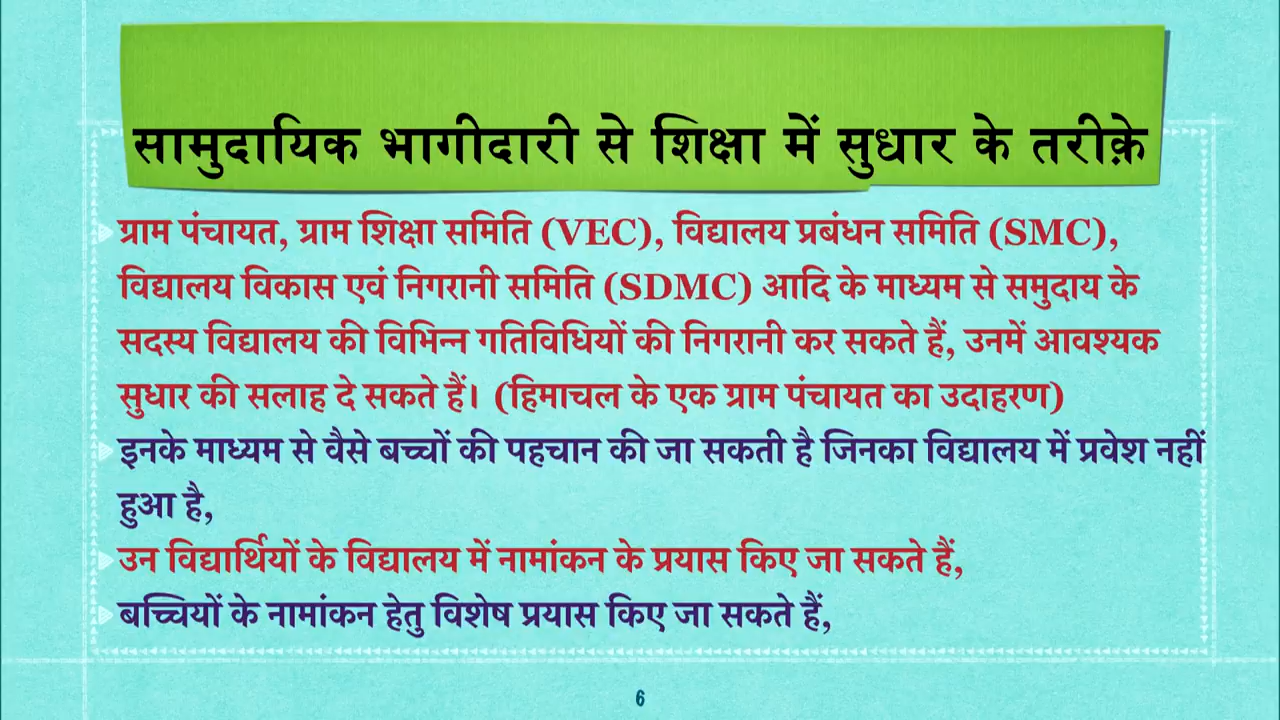 सामुदायिक भागीदारी से शिक्षा में सुधार के तरीक़े
ग्राम पंचायत, ग्राम शिक्षा समिति (VEC), विद्यालय प्रबंधन समिति (SMC),
विद्यालय विकास एवं निगरानी समिति (SDMC) आदि के माध्यम से समुदाय के
सदस्य विद्यालय की विभिन्न गतिविधियों की निगरानी कर सकते हैं, उनमें आवश्यक
सुधार की सलाह दे सकते हैं। (हिमाचल के एक ग्राम पंचायत का उदाहरण)
इनके माध्यम से वैसे बच्चों की पहचान की जा सकती है जिनका विद्यालय में प्रवेश नहीं
हुआ है,
उन विद्यार्थियों के विद्यालय में नामांकन के प्रयास किए जा सकते हैं,
बच्चियों के नामांकन हेतु विशेष प्रयास किए जा सकते हैं,
6